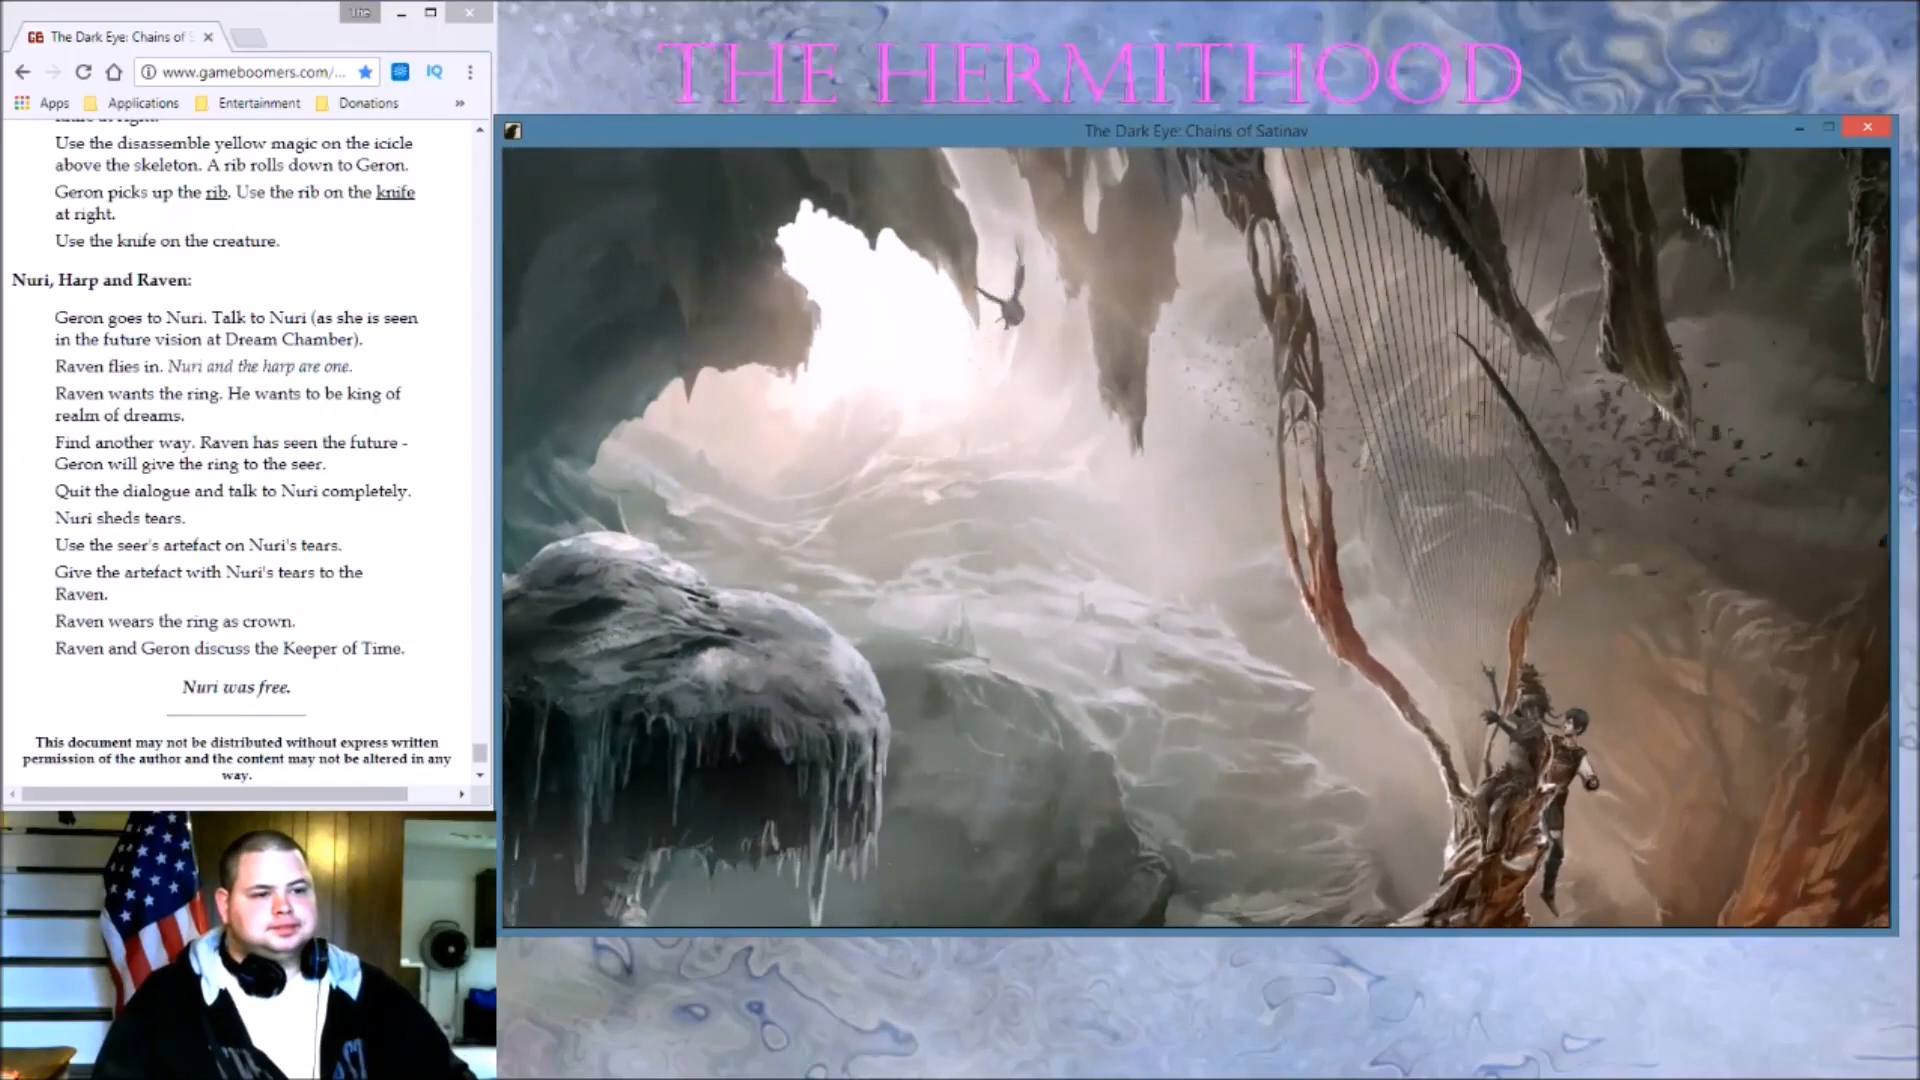 The
The Dark Eye: Chains of S
www.gameboomers.com/...
IQ
Apps
Applications
Entertainment
Donations
»
Use the disassemble yellow magic on the icicle
above the skeleton. A rib rolls down to Geron.
Geron picks up the rib. Use the rib on the knife
at right.
Use the knife on the creature.
Nuri, Harp and Raven:
Geron goes to Nuri. Talk to Nuri (as she is seen
in the future vision at Dream Chamber).
Raven flies in. Nuri and the harp are one.
Raven wants the ring. He wants to be king of
realm of dreams.
Find another way. Raven has seen the future -
Geron will give the ring to the seer.
Quit the dialogue and talk to Nuri completely.
Nuri sheds tears.
Use the seer's artefact on Nuri's tears.
Give the artefact with Nuri's tears to the
Raven.
Raven wears the ring as crown.
Raven and Geron discuss the Keeper of Time.
Nuri was free.
This document may not be distributed without express written
permission of the author and the content may not be altered in any
way.
THE HERMITHOOD
The Dark Eye: Chains of Satinav